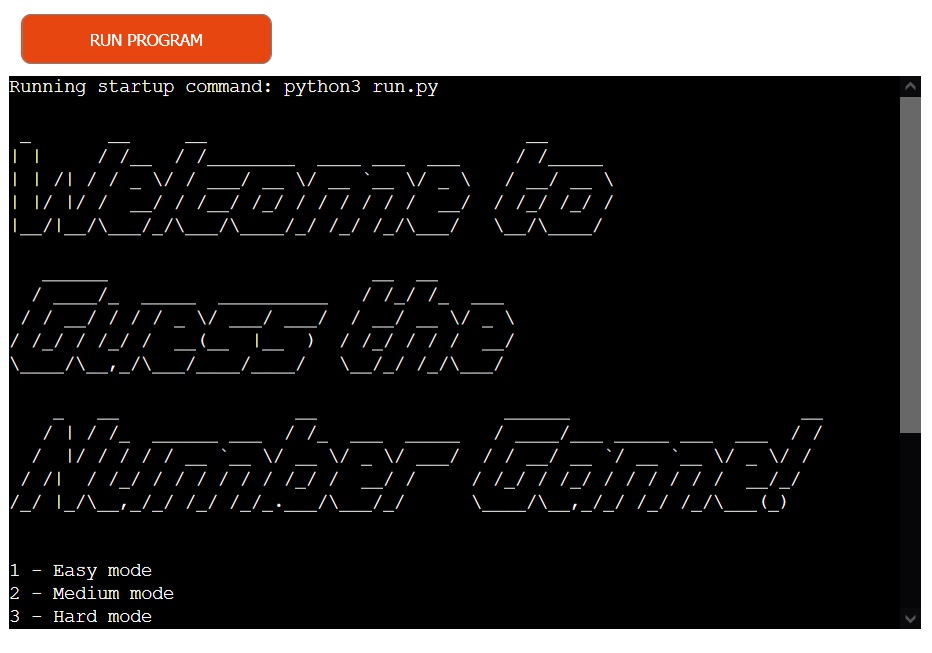 RUN PROGRAM
Running startup command: python3 run.py
Welcome to
Guess the
Number Game!
1 - Easy mode
2 - Medium mode
3 - Hard mode